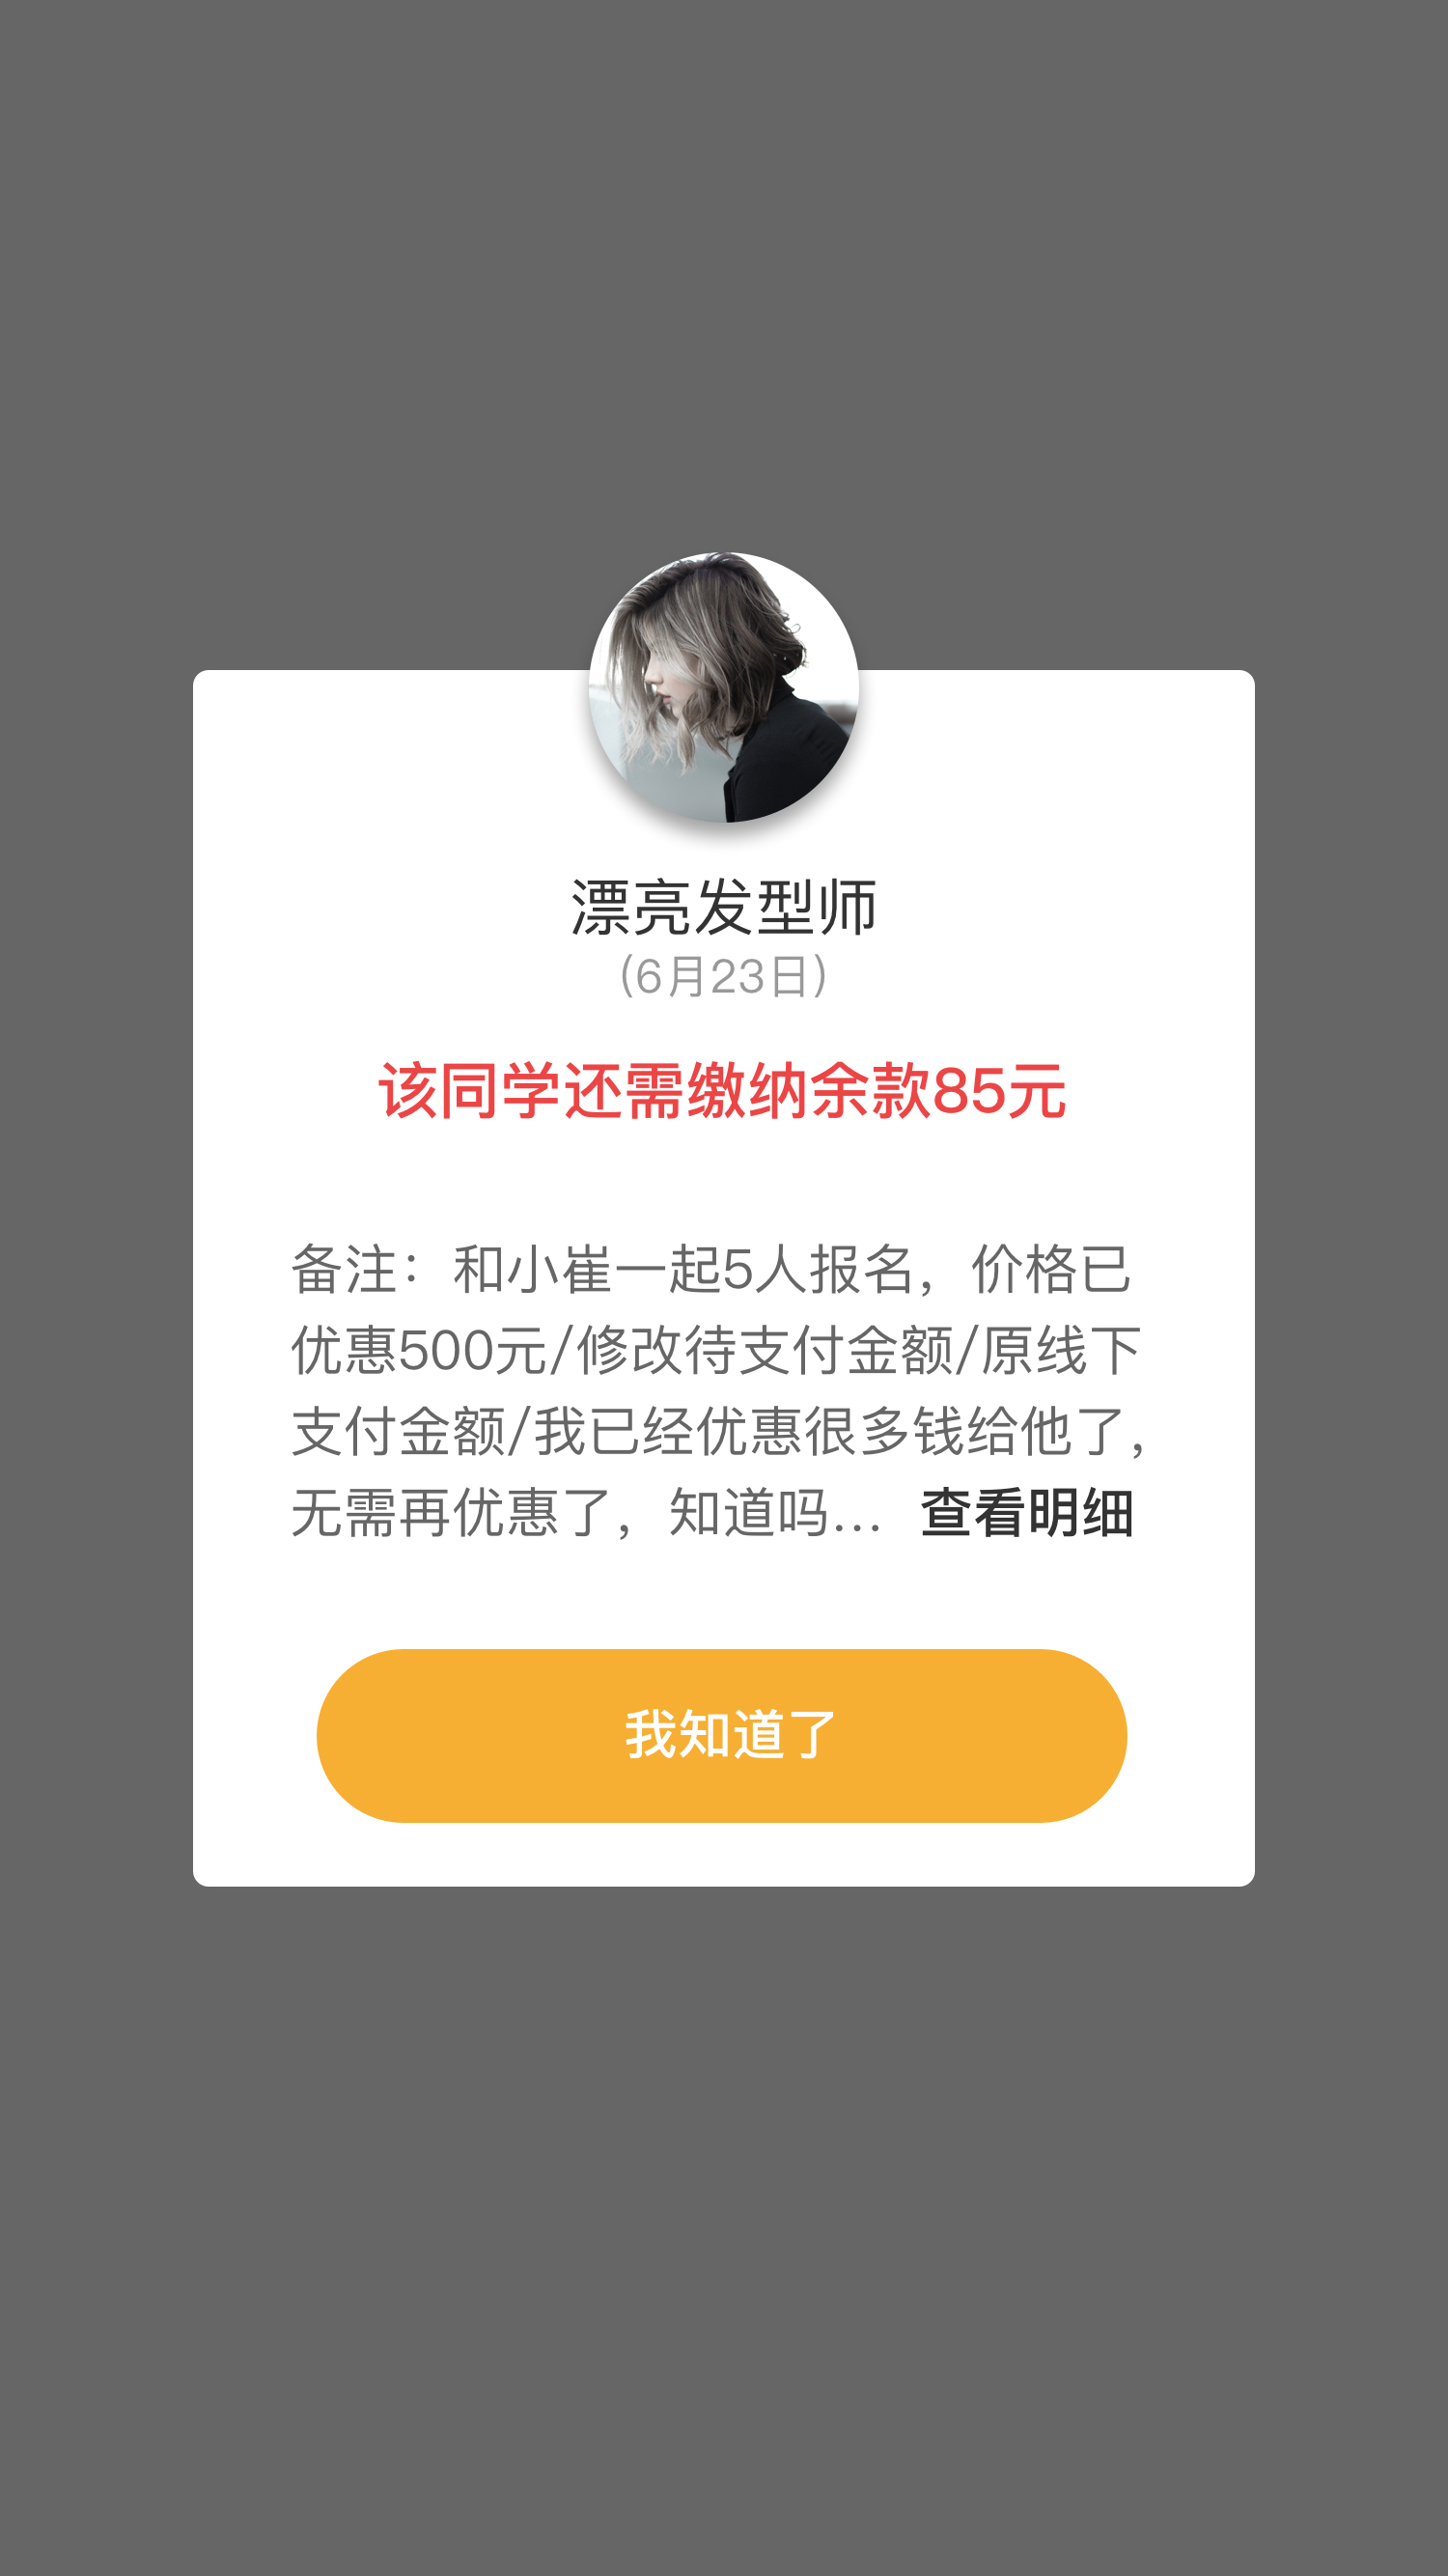 漂亮发型师
(6月23日)
该同学还需缴纳余款85元
备注：和小崔一起5人报名，价格已
优惠500元/修改待支付金额/原线下
支付金额/我已经优惠很多钱给他了，
无需再优惠了，知道吗... 查看明细
我知道了